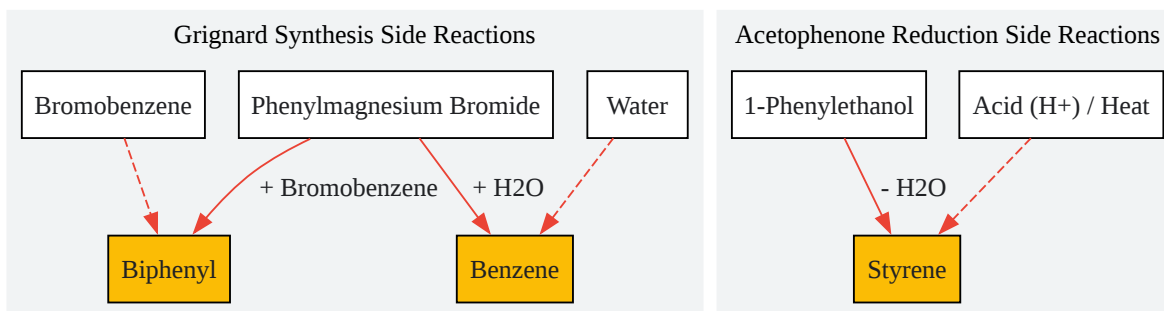 Grignard Synthesis Side Reactions
Bromobenzene
Phenylmagnesium Bromide
Water
+ Bromobenzene
+ H2O
Biphenyl
Benzene
Acetophenone Reduction Side Reactions
1-Phenylethanol
Acid (H+) / Heat
- H2O
Styrene